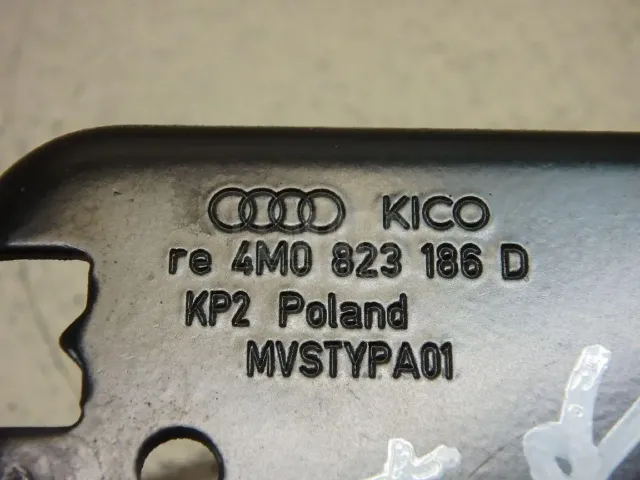 KICO
re 4M0 823 186 D
KP2 Poland
MVSTYPA01